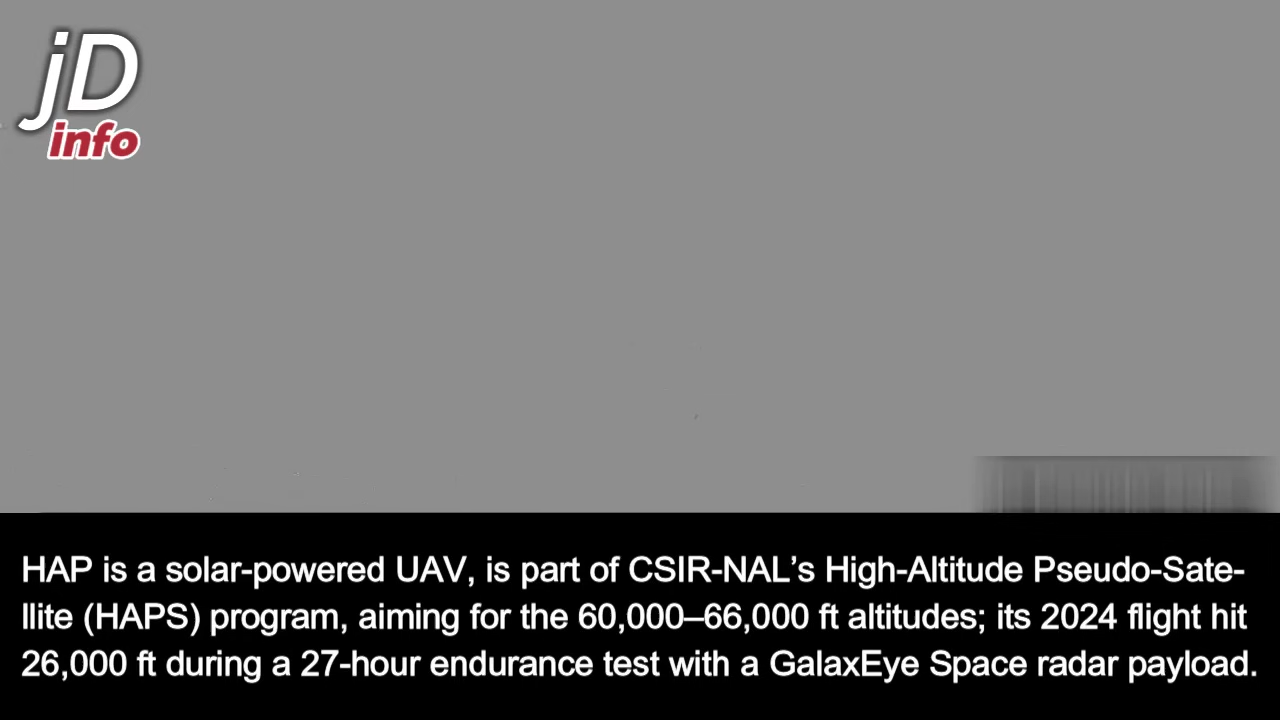 jD
info
HAP is a solar-powered UAV, is part of CSIR-NAL’s High-Altitude Pseudo-Sate-
llite (HAPS) program, aiming for the 60,000–66,000 ft altitudes; its 2024 flight hit
26,000 ft during a 27-hour endurance test with a GalaxEye Space radar payload.